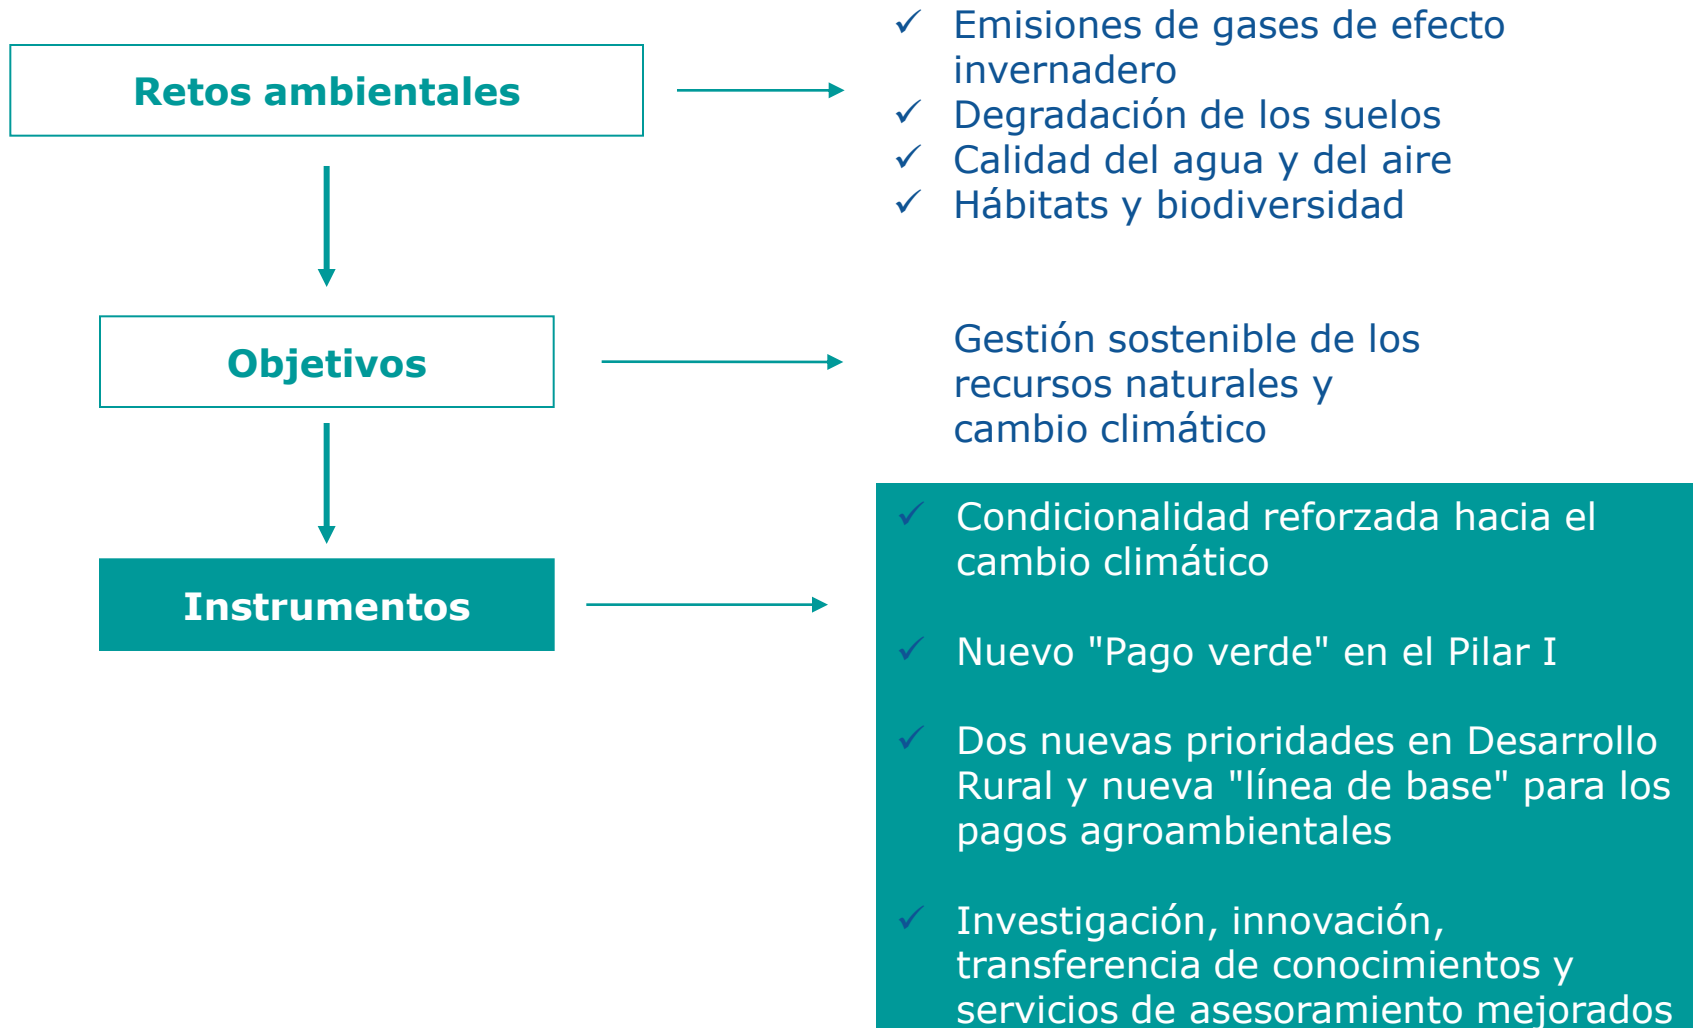 Retos ambientales
✓ Emisiones de gases de efecto
invernadero
✓ Degradación de los suelos
✓ Calidad del agua y del aire
✓ Hábitats y biodiversidad
Objetivos
Gestión sostenible de los
recursos naturales y
cambio climático
Instrumentos
✓ Condicionalidad reforzada hacia el
cambio climático
✓ Nuevo "Pago verde" en el Pilar I
✓ Dos nuevas prioridades en Desarrollo
Rural y nueva "línea de base" para los
pagos agroambientales
✓ Investigación, innovación,
transferencia de conocimientos y
servicios de asesoramiento mejorados